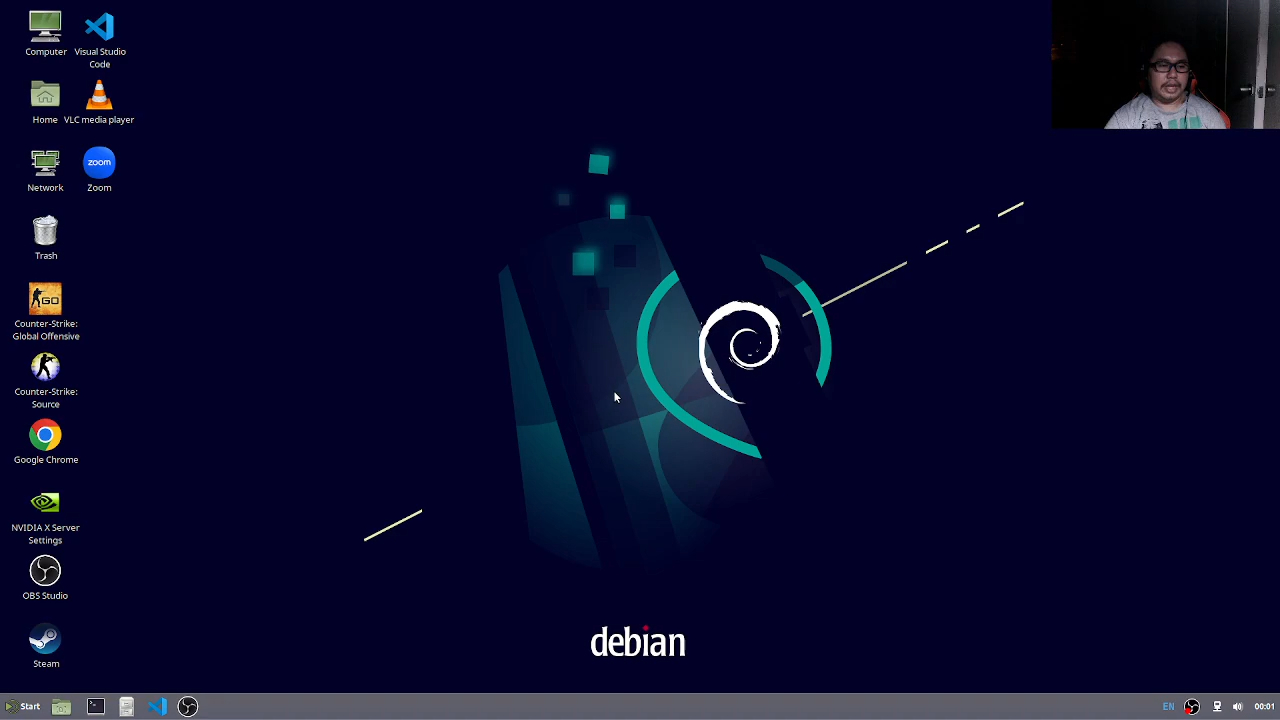 Computer
Visual Studio
Code
Home
VLC media player
Network
zoom
Zoom
Trash
GO
Counter-Strike:
Global Offensive
Counter-Strike:
Source
Google Chrome
NVIDIA X Server
Settings
OBS Studio
Steam
debian
Start
EN
00:01